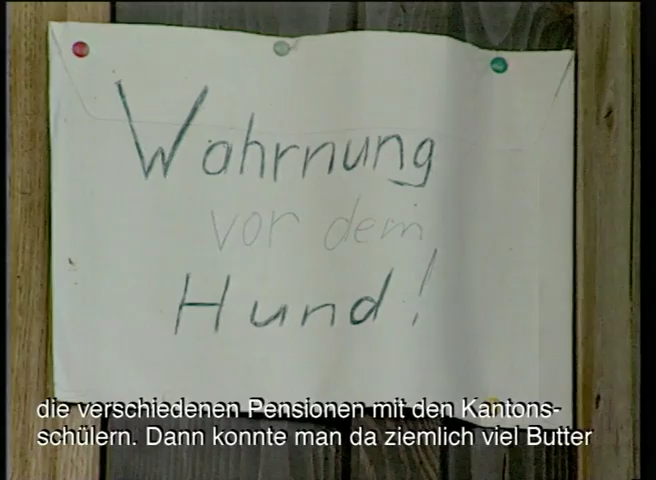 Wahrnung
vor dem
Hund!
die verschiedenen Pensionen mit den Kantons-
schülern. Dann konnte man da ziemlich viel Butter